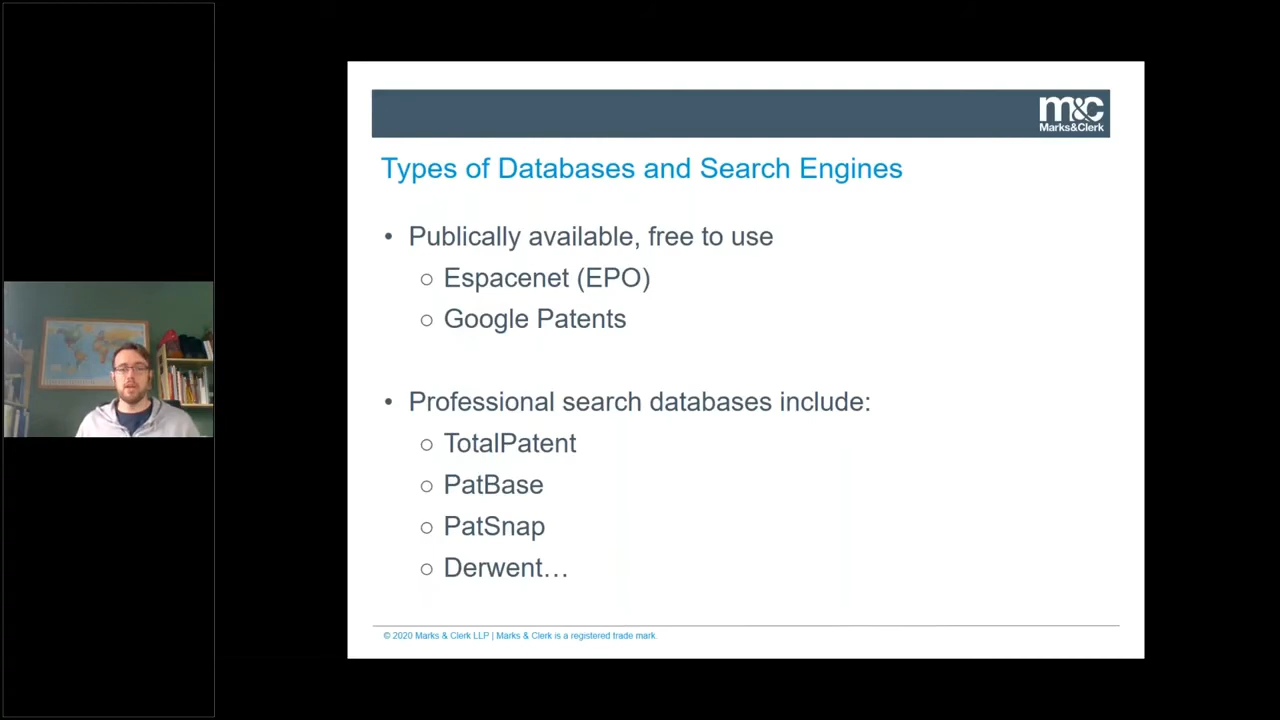 m&c
Marks&Clerk
Types of Databases and Search Engines
• Publically available, free to use
○ Espacenet (EPO)
○ Google Patents
• Professional search databases include:
○ TotalPatent
○ PatBase
○ PatSnap
○ Derwent…
© 2020 Marks & Clerk LLP | Marks & Clerk is a registered trade mark.